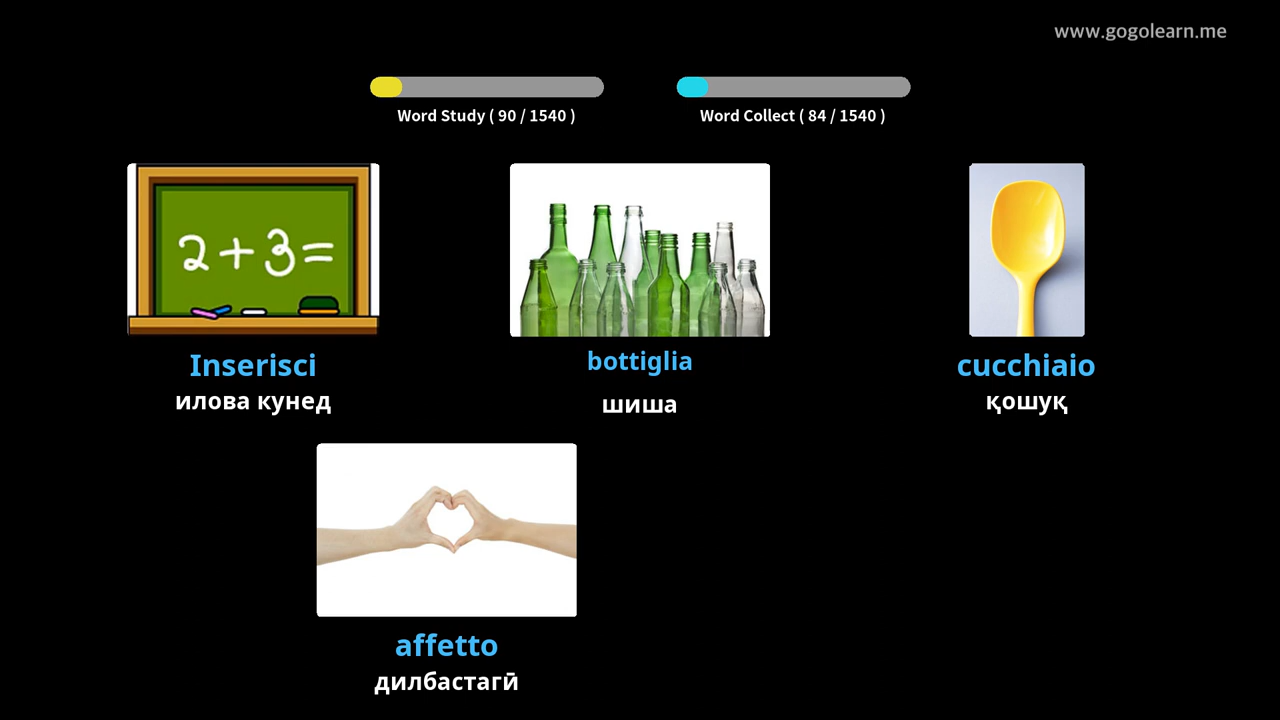 www.gogolearn.me
Word Study ( 90 / 1540 )
Word Collect ( 84 / 1540 )
2+3=
Inserisci
илова кунед
bottiglia
шиша
cucchiaio
қошуқ
affetto
дилбастагӣ